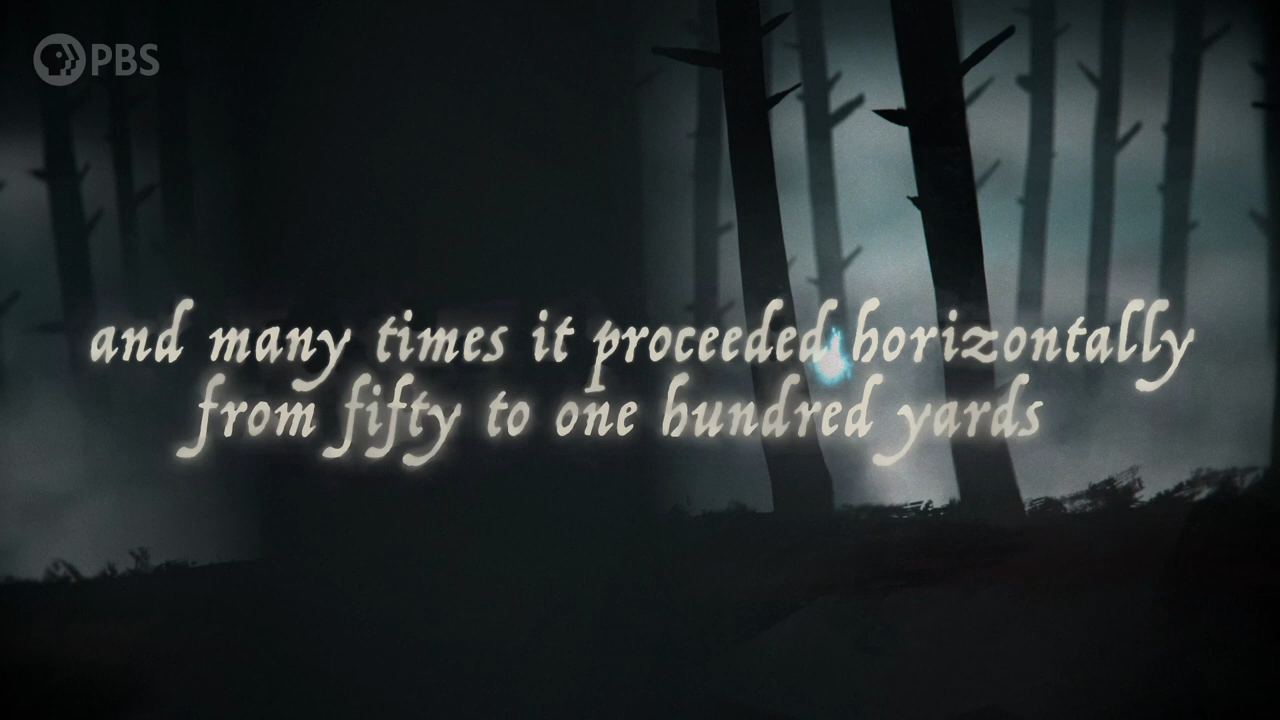 PBS
and many times it proceeded horizontally
from fifty to one hundred yards